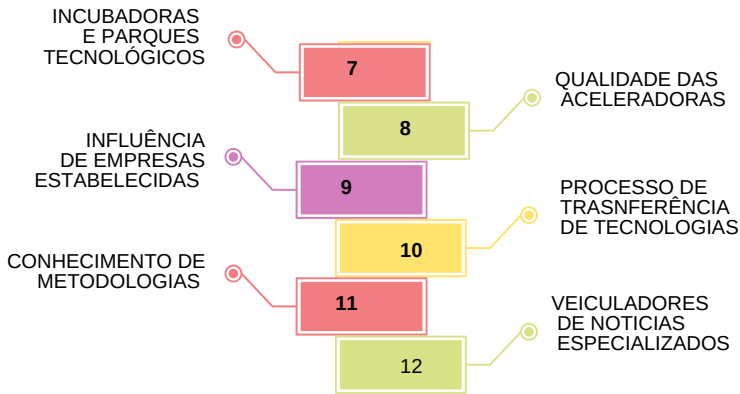 INCUBADORAS
E PARQUES
TECNOLÓGICOS
7
QUALIDADE DAS
ACELERADORAS
8
INFLUÊNCIA
DE EMPRESAS
ESTABELECIDAS
9
PROCESSO DE
TRASNFERÊNCIA
DE TECNOLOGIAS
10
CONHECIMENTO DE
METODOLOGIAS
11
VEICULADORES
DE NOTICIAS
ESPECIALIZADOS
12